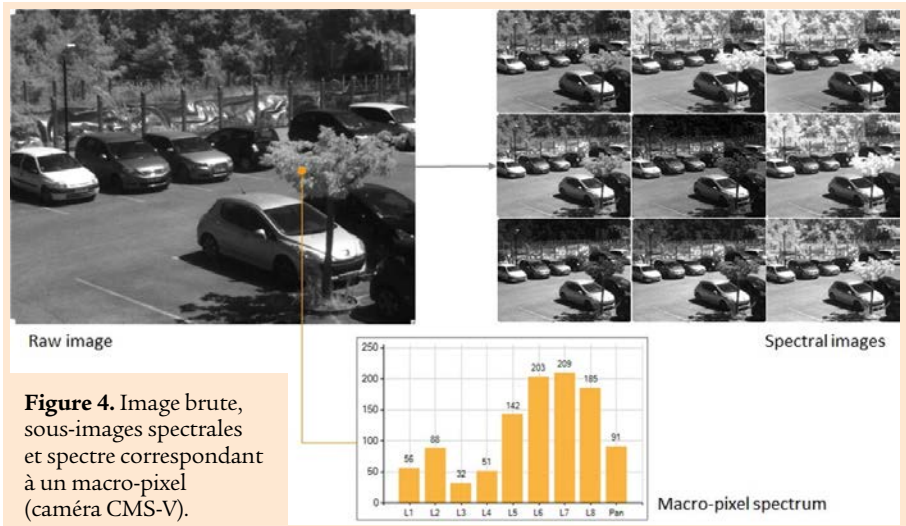 Raw image
Spectral images
Figure 4. Image brute,
sous-images spectrales
et spectre correspondant
à un macro-pixel
(caméra CMS-V).
250
200
150
100
50
0
56
88
32
51
142
203
209
185
91
L1 L2 L3 L4 L5 L6 L7 L8 Pan
Macro-pixel spectrum